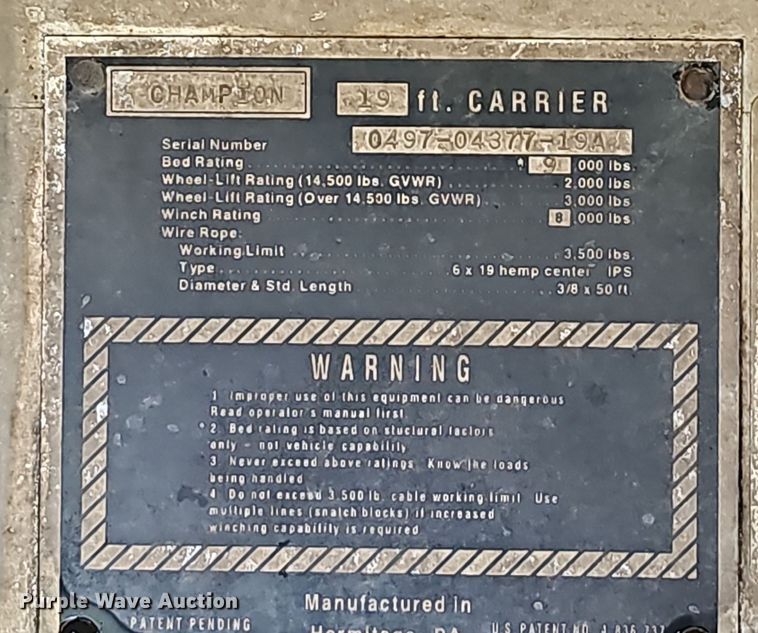 CHAMPION 19 ft. CARRIER
Serial Number 0497-04377-19A
Bed Rating * 9 ,000 lbs.
Wheel-Lift Rating (14,500 lbs. GVWR) 2,000 lbs.
Wheel-Lift Rating (Over 14,500 lbs. GVWR) 3,000 lbs.
Winch Rating 8 ,000 lbs.
Wire Rope:
Working Limit 3,500 lbs.
Type 6 x 19 hemp center IPS
Diameter & Std. Length 3/8 x 50 ft.
WARNING
1. Improper use of this equipment can be dangerous
Read operator's manual first.
*2. Bed rating is based on stuctural factors
only - not vehicle capability
3. Never exceed above ratings. Know the loads
being handled
4. Do not exceed 3,500 lb. cable working limit. Use
multiple lines (snatch blocks) if increased
winching capability is required
Purple Wave Auction
Manufactured in
PATENT PENDING
Hermitage, PA
U.S. PATENT NO.